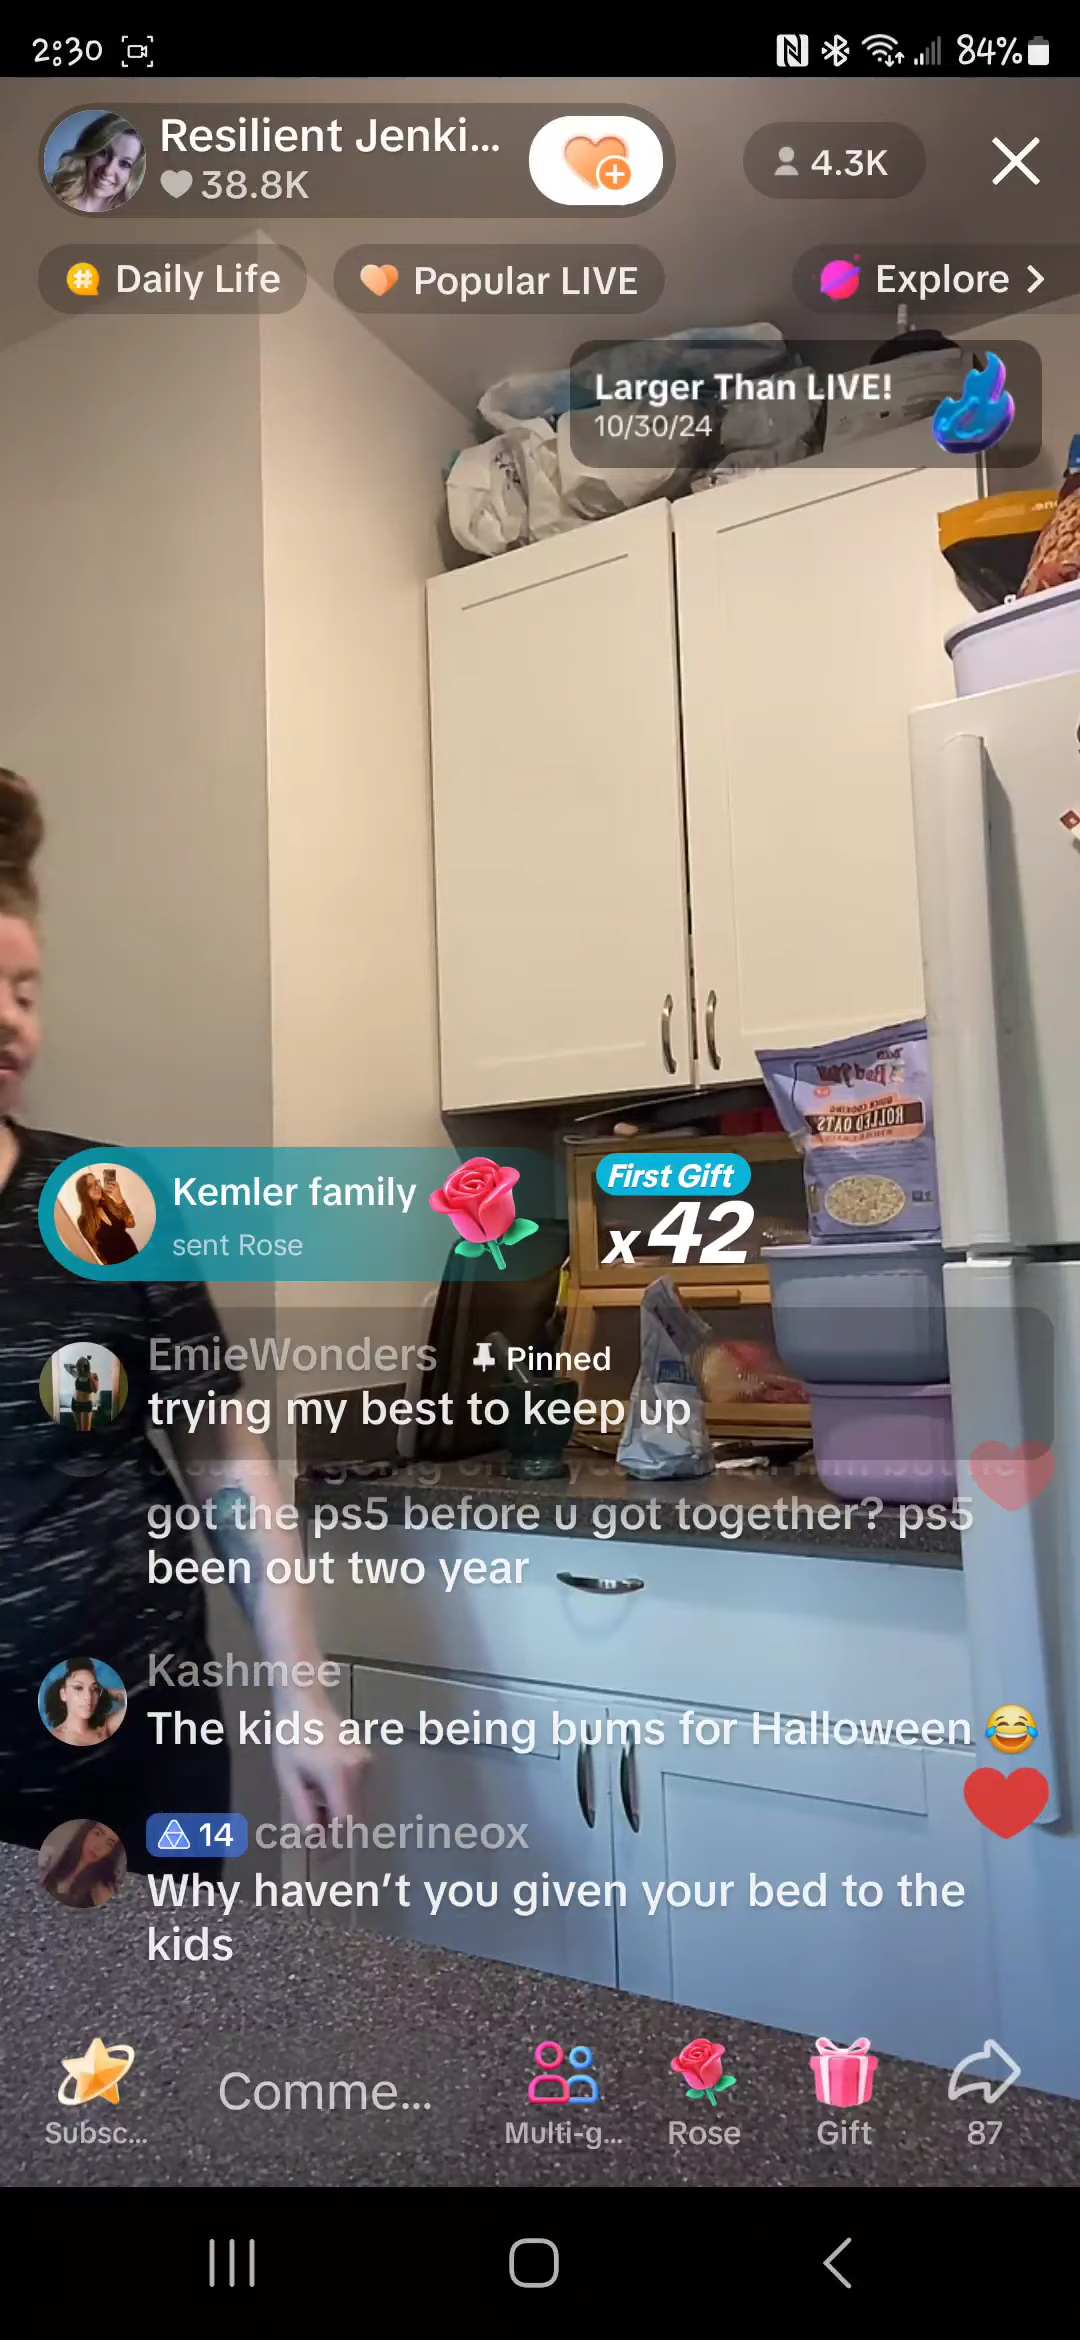 2:30
84%
Resilient Jenki...
38.8K
4.3K
Daily Life
Popular LIVE
Explore >
Larger Than LIVE!
10/30/24
ROLLED OATS
Kemler family
sent Rose
First Gift
x42
EmieWonders Pinned
trying my best to keep up
got the ps5 before u got together? ps5
been out two year
Kashmee
The kids are being bums for Halloween 😂
14 caatherineox
Why haven't you given your bed to the
kids
Subsc...
Comme...
Multi-g...
Rose
Gift
87